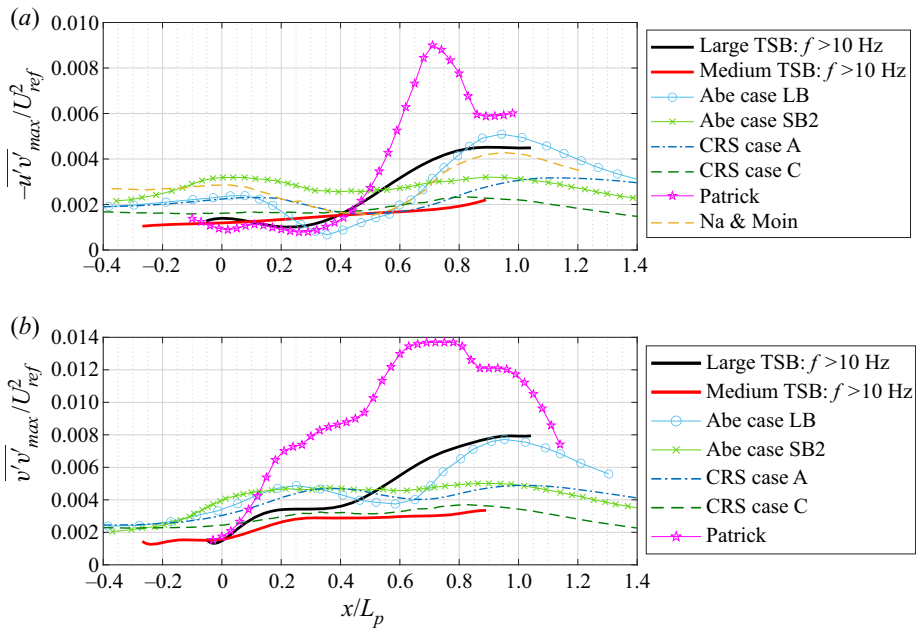 (a)
0.010
0.008
0.006
0.004
0.002
0
−u′v′max/U²ref
–0.4 –0.2 0 0.2 0.4 0.6 0.8 1.0 1.2 1.4
Large TSB: f >10 Hz
Medium TSB: f >10 Hz
Abe case LB
Abe case SB2
CRS case A
CRS case C
Patrick
Na & Moin
(b)
0.014
0.012
0.010
0.008
0.006
0.004
0.002
0
v′v′max/U²ref
–0.4 –0.2 0 0.2 0.4 0.6 0.8 1.0 1.2 1.4
x/Lp
Large TSB: f >10 Hz
Medium TSB: f >10 Hz
Abe case LB
Abe case SB2
CRS case A
CRS case C
Patrick